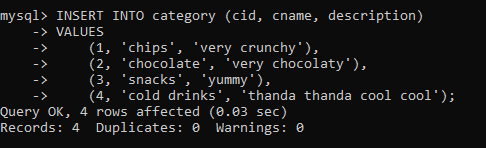 mysql> INSERT INTO category (cid, cname, description)
    -> VALUES
    ->     (1, 'chips', 'very crunchy'),
    ->     (2, 'chocolate', 'very chocolaty'),
    ->     (3, 'snacks', 'yummy'),
    ->     (4, 'cold drinks', 'thanda thanda cool cool');
Query OK, 4 rows affected (0.03 sec)
Records: 4  Duplicates: 0  Warnings: 0